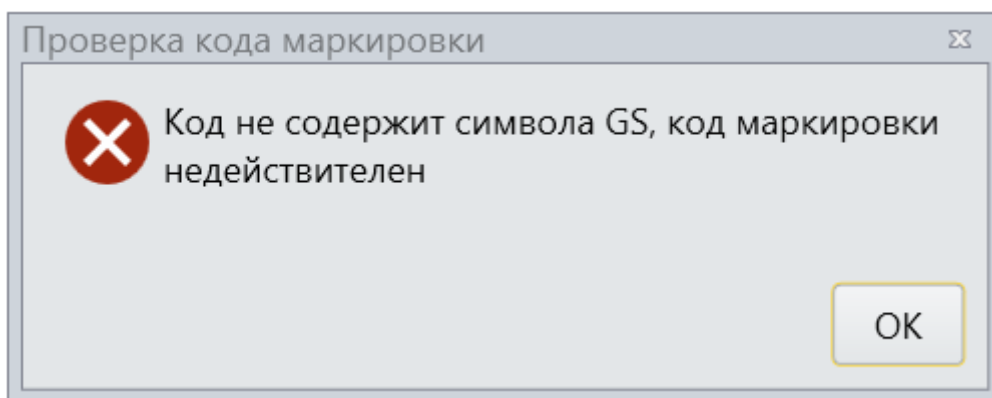 Проверка кода маркировки
Код не содержит символа GS, код маркировки
недействителен
OK